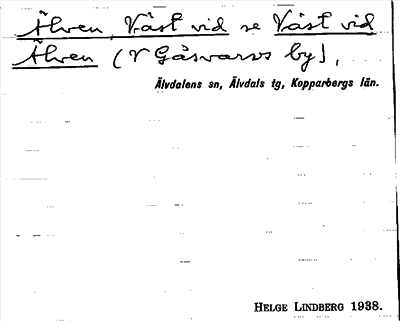 Älven, Väst vid se Väst vid
Älven (V Gåsvarvs by),
Älvdalens sn, Älvdals tg, Kopparbergs län.
HELGE LINDBERG 1938.